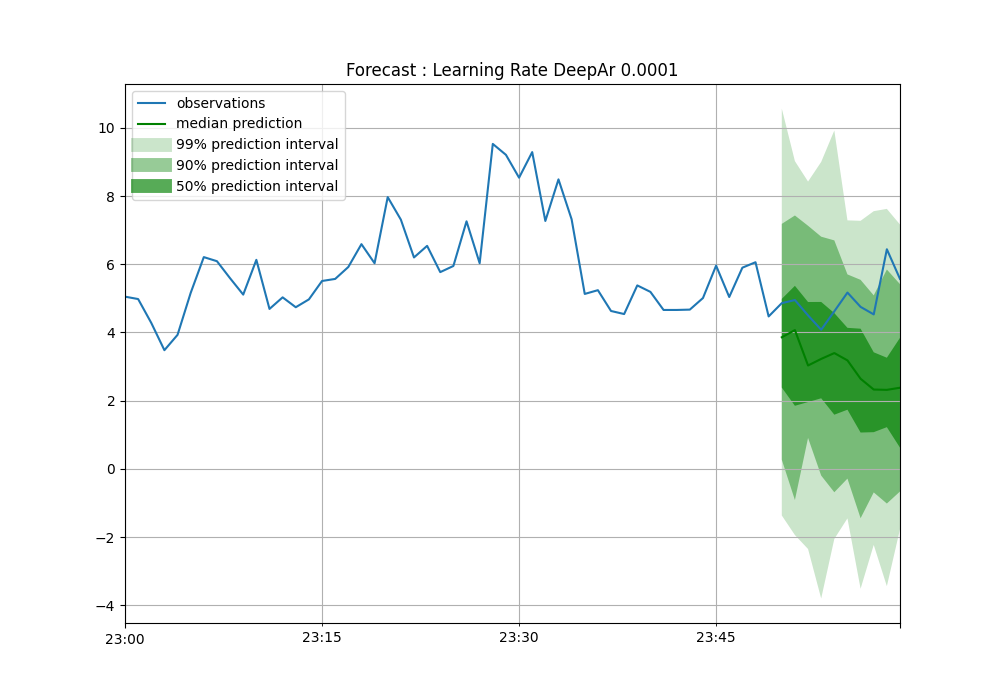 Forecast : Learning Rate DeepAr 0.0001
observations
median prediction
99% prediction interval
90% prediction interval
50% prediction interval
10
8
6
4
2
0
−2
−4
23:00
23:15
23:30
23:45